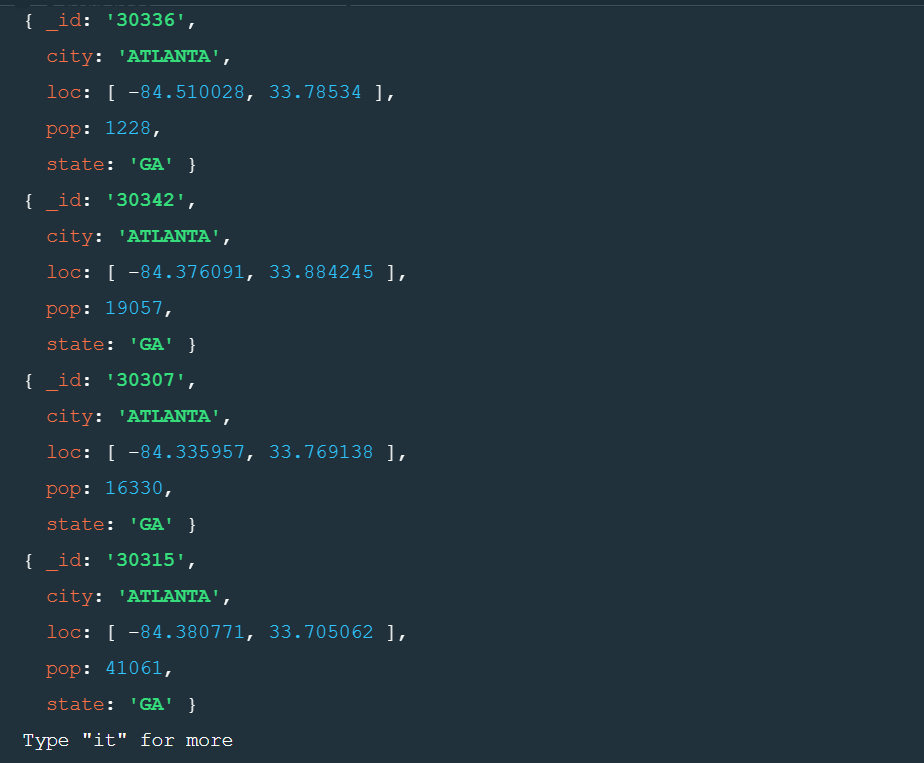 { _id: '30336',
city: 'ATLANTA',
loc: [ -84.510028, 33.78534 ],
pop: 1228,
state: 'GA' }
{ _id: '30342',
city: 'ATLANTA',
loc: [ -84.376091, 33.884245 ],
pop: 19057,
state: 'GA' }
{ _id: '30307',
city: 'ATLANTA',
loc: [ -84.335957, 33.769138 ],
pop: 16330,
state: 'GA' }
{ _id: '30315',
city: 'ATLANTA',
loc: [ -84.380771, 33.705062 ],
pop: 41061,
state: 'GA' }
Type "it" for more